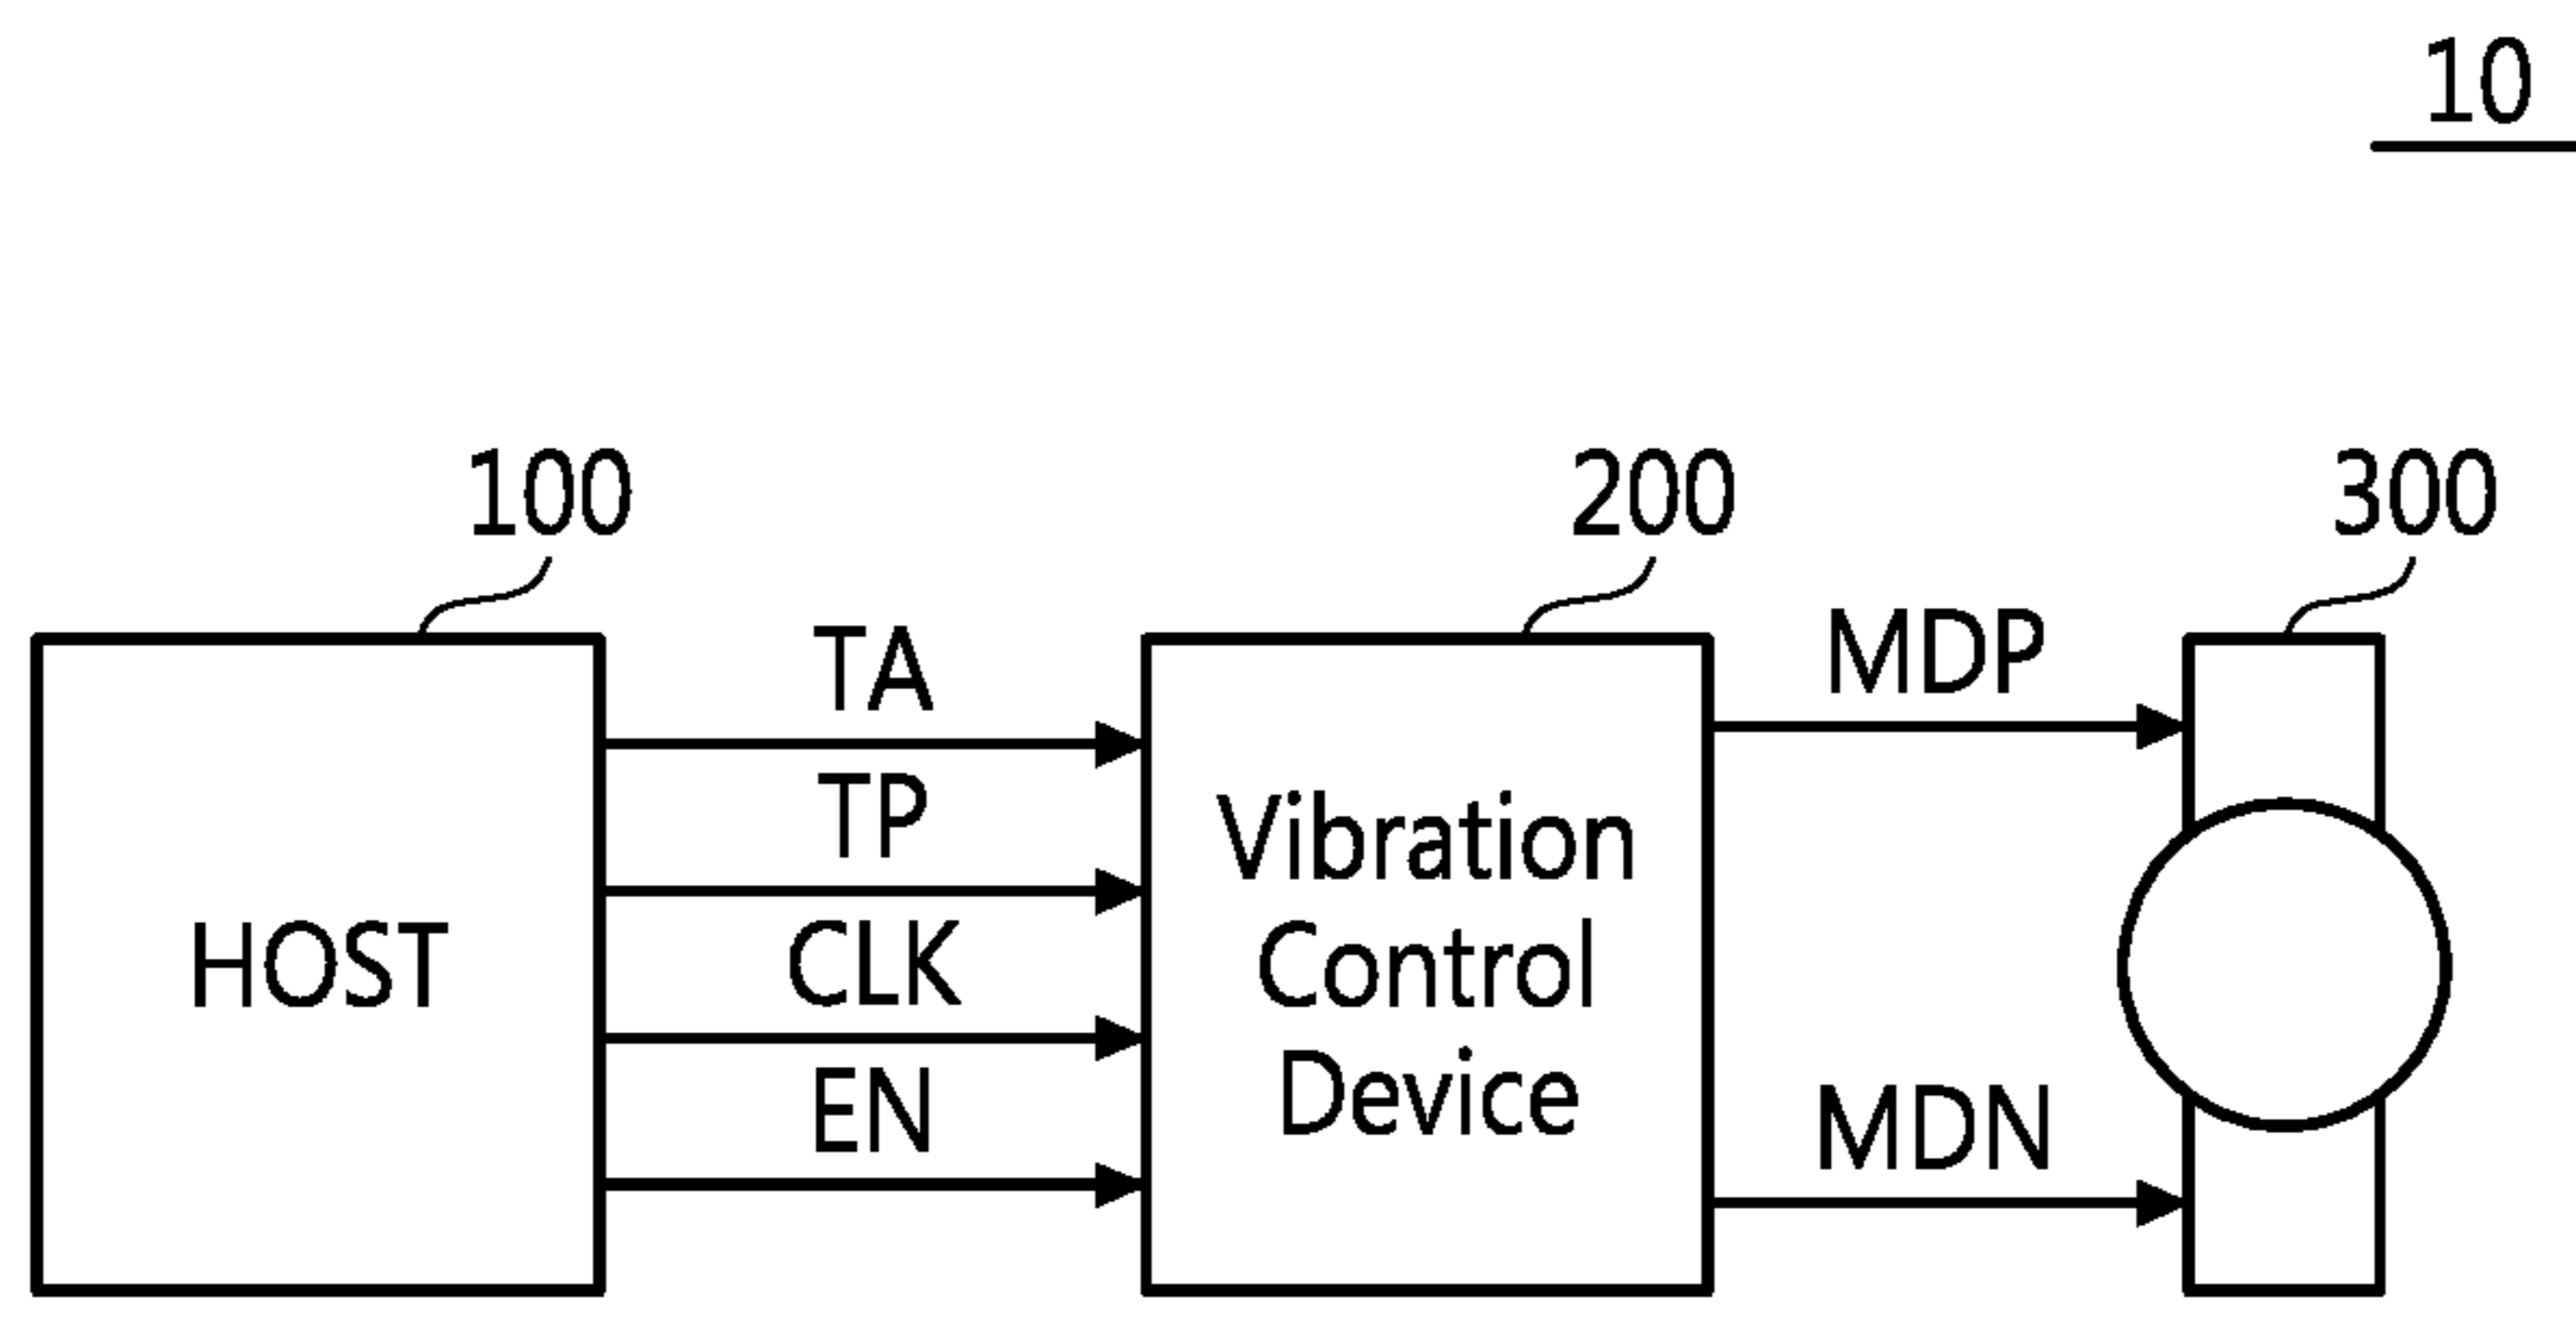 10
100
200
300
TA
TP
CLK
EN
HOST
Vibration
Control
Device
MDP
MDN